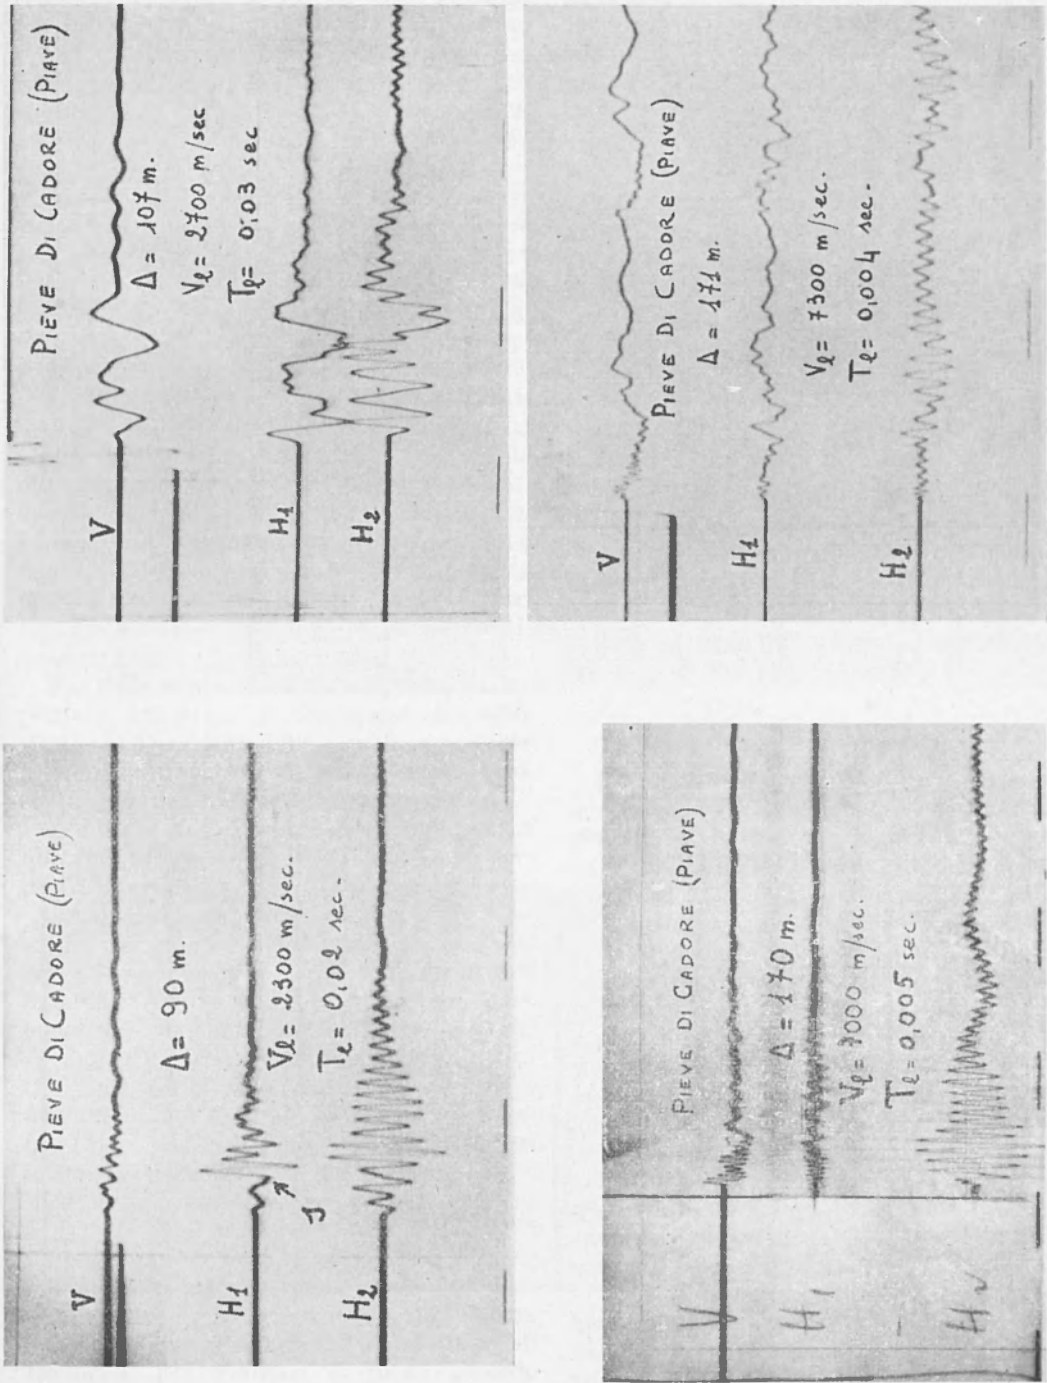 PIEVE DI CADORE (PIAVE)
V
Δ= 90 m.
H1
Vℓ= 2300 m/sec.
S
Tℓ= 0,02 sec.
H2
PIEVE DI CADORE (PIAVE)
V
Δ= 107 m.
Vℓ= 2700 m/sec
Tℓ= 0,03 sec
H1
H2
PIEVE DI CADORE (PIAVE)
V
Δ = 170 m.
H1
Vℓ= 7000 m/sec.
Tℓ= 0,005 sec.
H2
V
PIEVE DI CADORE (PIAVE)
Δ = 171 m.
H1
Vℓ= 7300 m/sec.
Tℓ= 0,004 sec.
H2